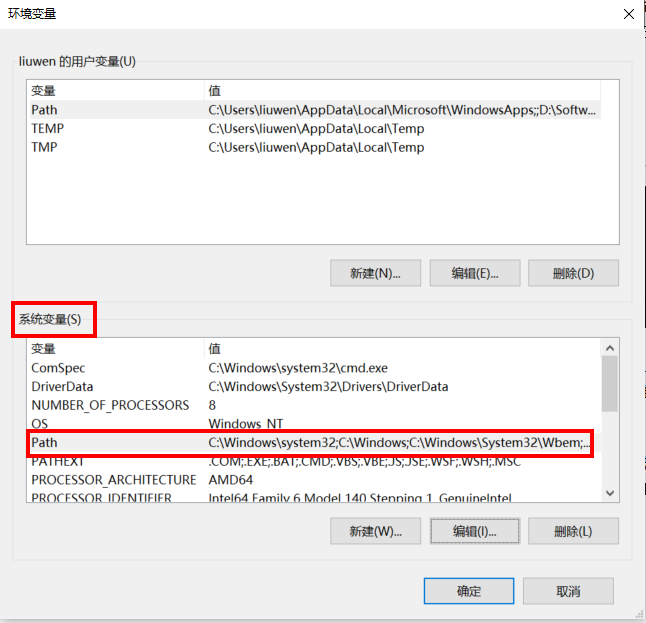 环境变量
liuwen 的用户变量(U)
变量 值
Path C:\Users\liuwen\AppData\Local\Microsoft\WindowsApps;;D:\Softw...
TEMP C:\Users\liuwen\AppData\Local\Temp
TMP C:\Users\liuwen\AppData\Local\Temp
新建(N)... 编辑(E)... 删除(D)
系统变量(S)
变量 值
ComSpec C:\Windows\system32\cmd.exe
DriverData C:\Windows\System32\Drivers\DriverData
NUMBER_OF_PROCESSORS 8
OS Windows_NT
Path C:\Windows\system32;C:\Windows;C:\Windows\System32\Wbem;...
PATHEXT .COM;.EXE;.BAT;.CMD;.VBS;.VBE;.JS;.JSE;.WSF;.WSH;.MSC
PROCESSOR_ARCHITECTURE AMD64
PROCESSOR_IDENTIFIER Intel64 Family 6 Model 140 Stepping 1, GenuineIntel
新建(W)... 编辑(I)... 删除(L)
确定 取消